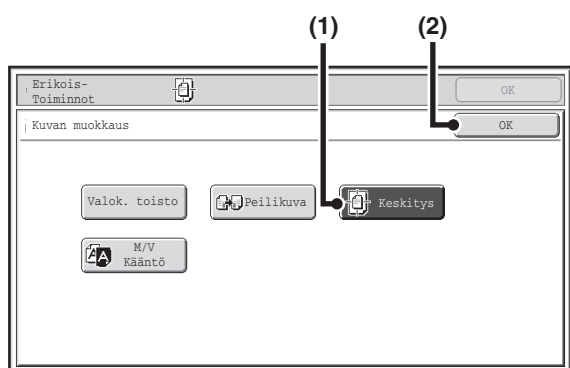 (1) (2)
Erikois-
Toiminnot
OK
Kuvan muokkaus
OK
Valok. toisto
Peilikuva
Keskitys
M/V
Kääntö